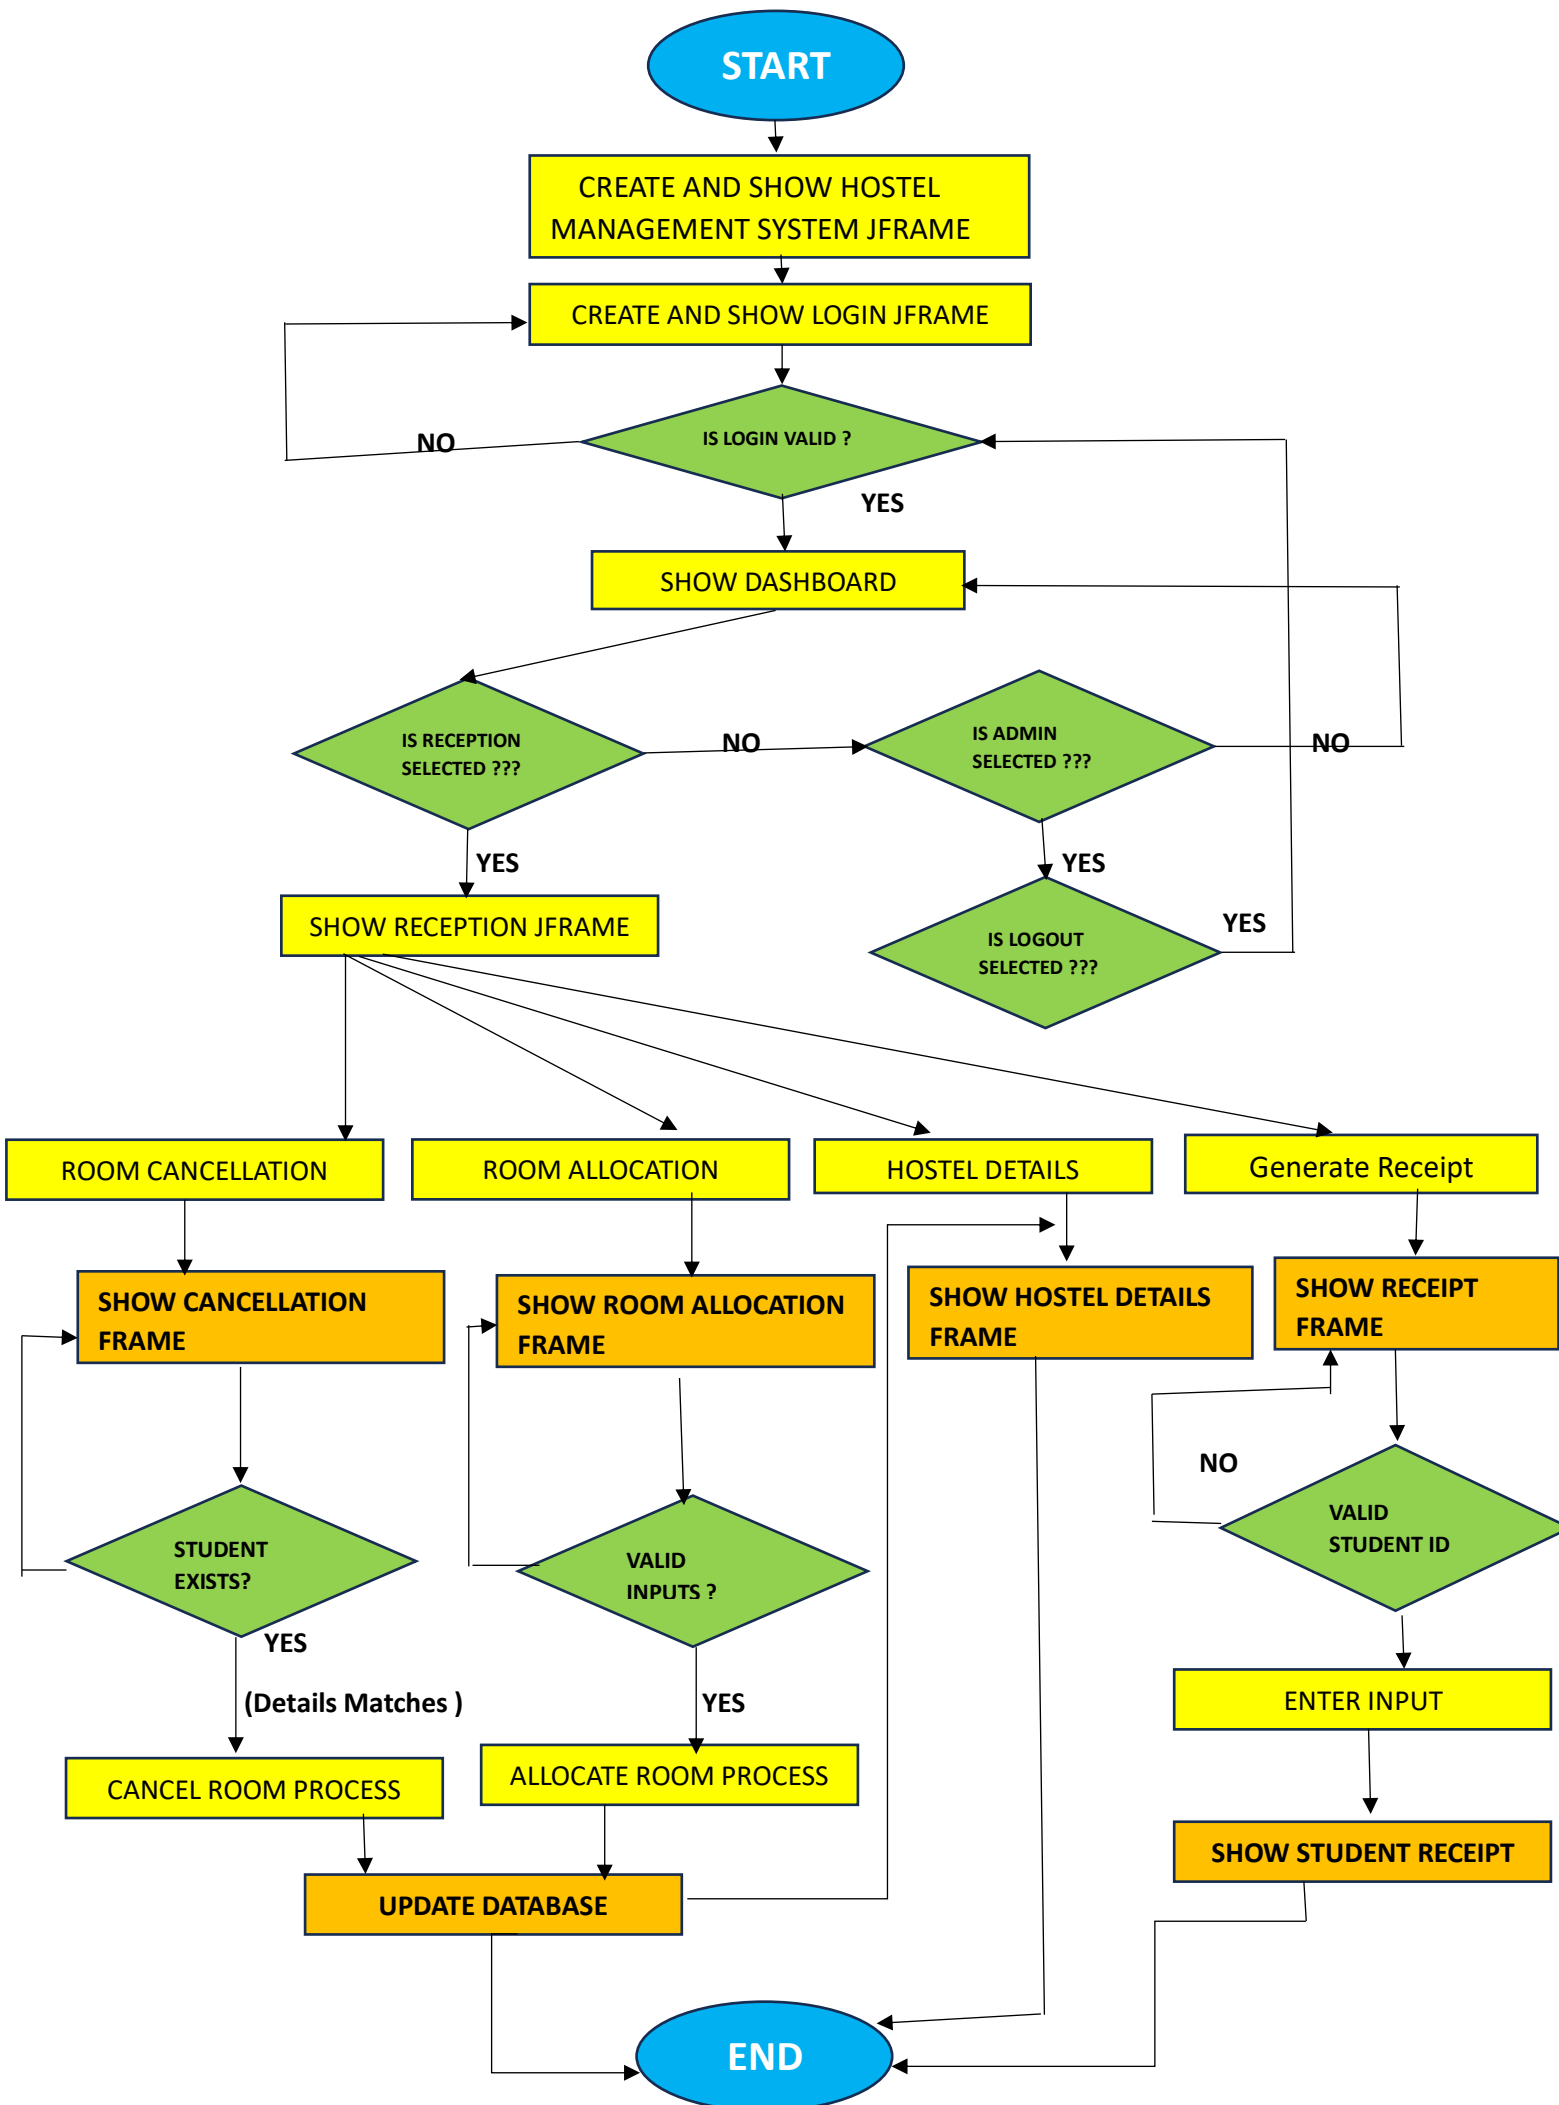 START
CREATE AND SHOW HOSTEL
MANAGEMENT SYSTEM JFRAME
CREATE AND SHOW LOGIN JFRAME
NO
IS LOGIN VALID ?
YES
SHOW DASHBOARD
IS RECEPTION
SELECTED ???
NO
IS ADMIN
SELECTED ???
NO
YES
YES
SHOW RECEPTION JFRAME
IS LOGOUT
SELECTED ???
YES
ROOM CANCELLATION
ROOM ALLOCATION
HOSTEL DETAILS
Generate Receipt
SHOW CANCELLATION
FRAME
SHOW ROOM ALLOCATION
FRAME
SHOW HOSTEL DETAILS
FRAME
SHOW RECEIPT
FRAME
NO
STUDENT
EXISTS?
VALID
INPUTS ?
VALID
STUDENT ID
YES
(Details Matches )
YES
ENTER INPUT
CANCEL ROOM PROCESS
ALLOCATE ROOM PROCESS
SHOW STUDENT RECEIPT
UPDATE DATABASE
END